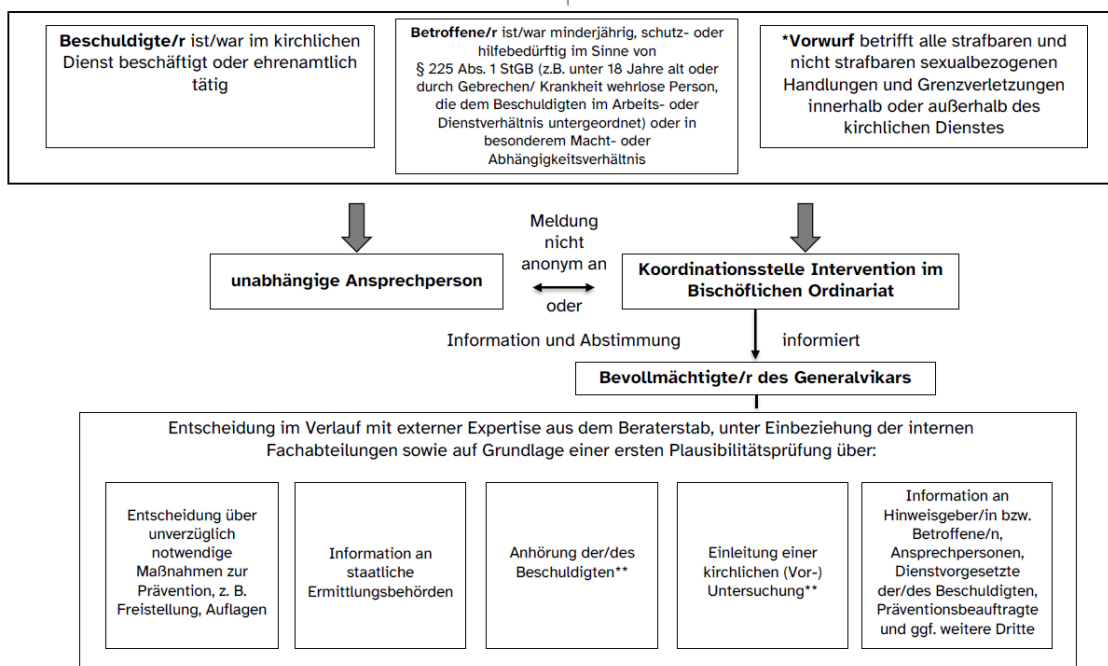 Beschuldigte/r ist/war im kirchlichen
Dienst beschäftigt oder ehrenamtlich
tätig
Betroffene/r ist/war minderjährig, schutz- oder
hilfebedürftig im Sinne von
§ 225 Abs. 1 StGB (z.B. unter 18 Jahre alt oder
durch Gebrechen/ Krankheit wehrlose Person,
die dem Beschuldigten im Arbeits- oder
Dienstverhältnis untergeordnet) oder in
besonderem Macht- oder
Abhängigkeitsverhältnis
*Vorwurf betrifft alle strafbaren und
nicht strafbaren sexualbezogenen
Handlungen und Grenzverletzungen
innerhalb oder außerhalb des
kirchlichen Dienstes
unabhängige Ansprechperson
Meldung
nicht
anonym an
oder
Koordinationsstelle Intervention im
Bischöflichen Ordinariat
Information und Abstimmung
informiert
Bevollmächtigte/r des Generalvikars
Entscheidung im Verlauf mit externer Expertise aus dem Beraterstab, unter Einbeziehung der internen
Fachabteilungen sowie auf Grundlage einer ersten Plausibilitätsprüfung über:
Entscheidung über
unverzüglich
notwendige
Maßnahmen zur
Prävention, z. B.
Freistellung, Auflagen
Information an
staatliche
Ermittlungsbehörden
Anhörung der/des
Beschuldigten**
Einleitung einer
kirchlichen (Vor-)
Untersuchung**
Information an
Hinweisgeber/in bzw.
Betroffene/n,
Ansprechpersonen,
Dienstvorgesetzte
der/des Beschuldigten,
Präventionsbeauftragte
und ggf. weitere Dritte